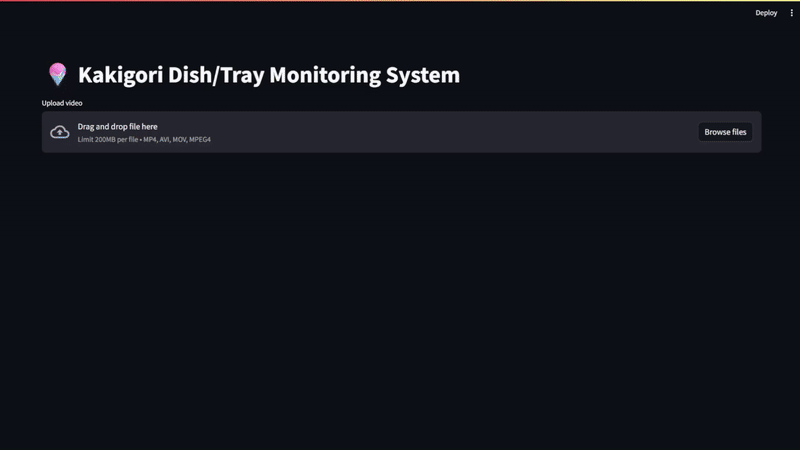 Deploy
Kakigori Dish/Tray Monitoring System
Upload video
Drag and drop file here
Limit 200MB per file • MP4, AVI, MOV, MPEG4
Browse files